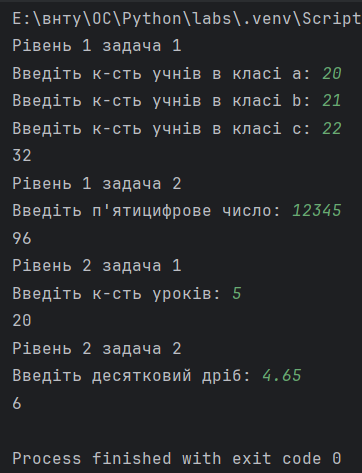 E:\внту\ОС\Python\labs\.venv\Script
Рівень 1 задача 1
Введіть к-сть учнів в класі a: 20
Введіть к-сть учнів в класі b: 21
Введіть к-сть учнів в класі c: 22
32
Рівень 1 задача 2
Введіть п'ятицифрове число: 12345
96
Рівень 2 задача 1
Введіть к-сть уроків: 5
20
Рівень 2 задача 2
Введіть десятковий дріб: 4.65
6
Process finished with exit code 0